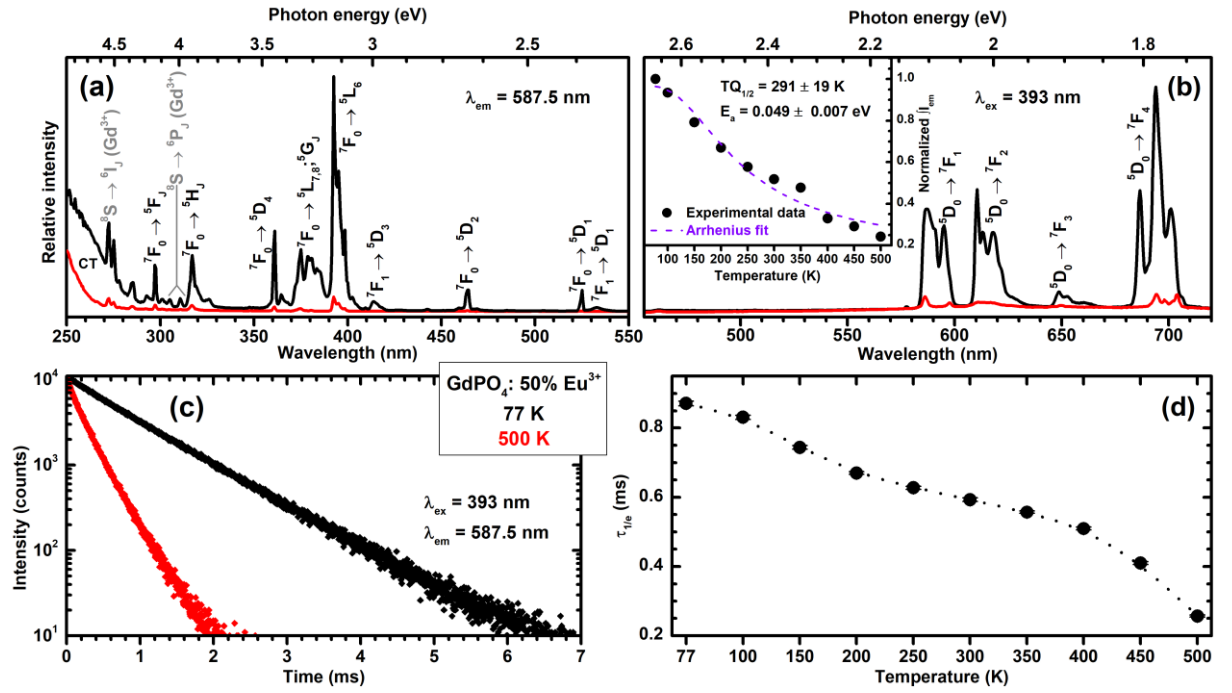 Photon energy (eV)
4.5 4 3.5 3 2.5
(a)
λem = 587.5 nm
⁸S→⁶I_J (Gd³⁺)
⁸S→⁶P_J (Gd³⁺)
⁷F₀→⁵F_J
⁷F₀→⁵H_J
⁷F₀→⁵D₄
⁷F₀→⁵L₇,₈;⁵G_J
⁷F₀→⁵L₆
⁷F₁→⁵D₃
⁷F₀→⁵D₂
⁷F₀→⁵D₁
⁷F₁→⁵D₁
CT
Relative intensity
250 300 350 400 450 500 550
Wavelength (nm)
Photon energy (eV)
2.6 2.4 2.2 2 1.8
(b)
λex = 393 nm
TQ1/2 = 291 ± 19 K
Ea = 0.049 ± 0.007 eV
1.0
0.8
0.6
0.4
0.2
Normalized ∫Iem
Experimental data
Arrhenius fit
100 150 200 250 300 350 400 450 500
Temperature (K)
⁵D₀→⁷F₁
⁵D₀→⁷F₂
⁵D₀→⁷F₃
⁵D₀→⁷F₄
500 550 600 650 700
Wavelength (nm)
(c)
GdPO₄: 50% Eu³⁺
77 K
500 K
λex = 393 nm
λem = 587.5 nm
10⁴
10³
10²
10¹
Intensity (counts)
0 1 2 3 4 5 6 7
Time (ms)
(d)
0.8
0.6
0.4
0.2
τ1/e (ms)
77 100 150 200 250 300 350 400 450 500
Temperature (K)